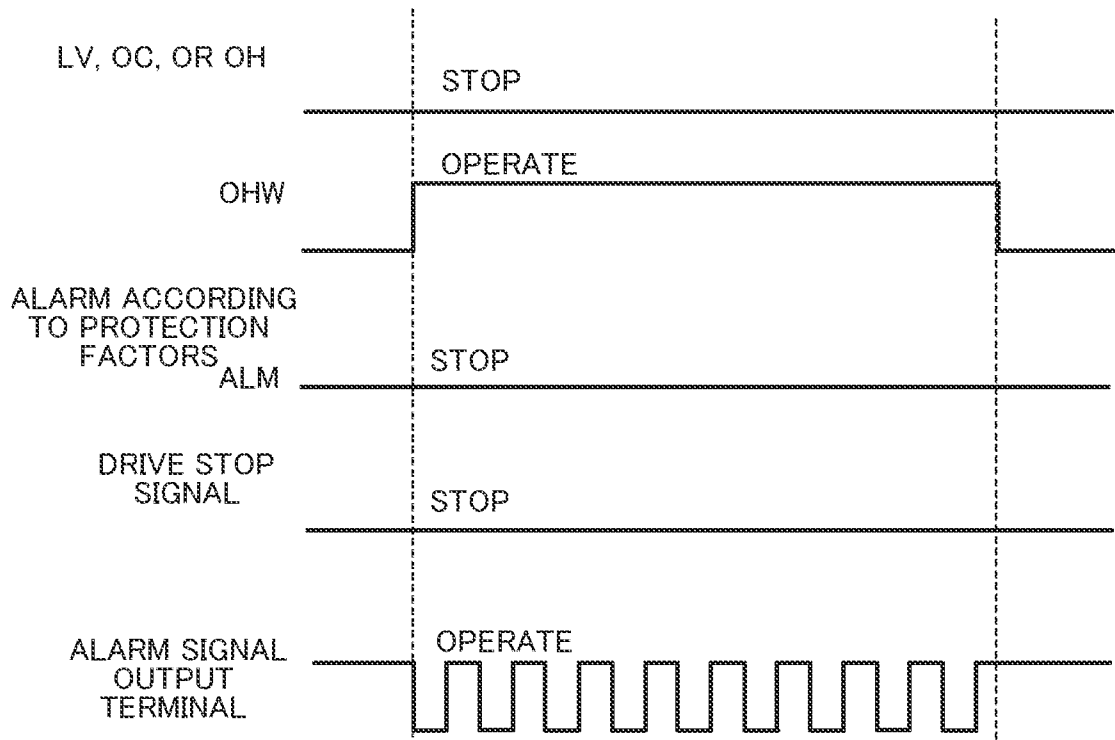 LV, OC, OR OH
STOP
OPERATE
OHW
ALARM ACCORDING
TO PROTECTION
FACTORS
ALM
STOP
DRIVE STOP
SIGNAL
STOP
ALARM SIGNAL
OUTPUT
TERMINAL
OPERATE